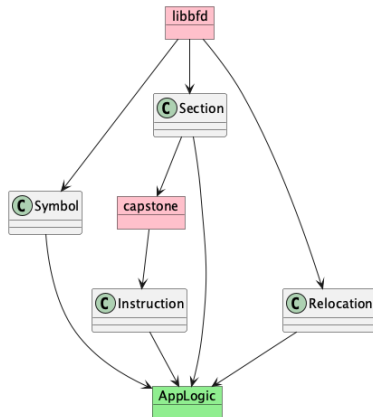 libbfd
C Section
C Symbol
capstone
C Instruction
C Relocation
AppLogic